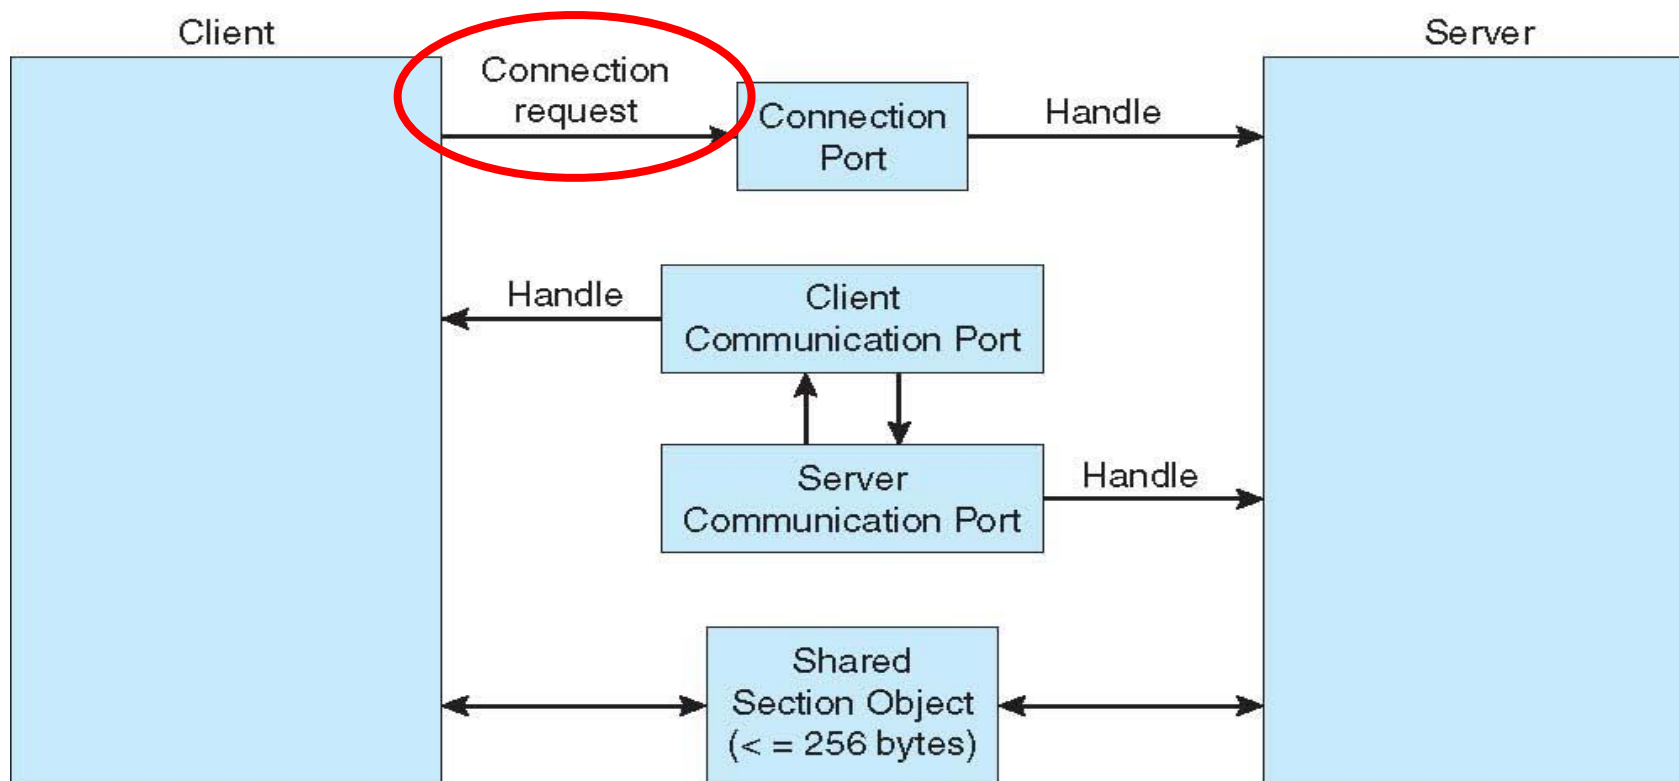 Client
Server
Connection
request
Connection
Port
Handle
Handle
Client
Communication Port
Server
Communication Port
Handle
Shared
Section Object
(< = 256 bytes)